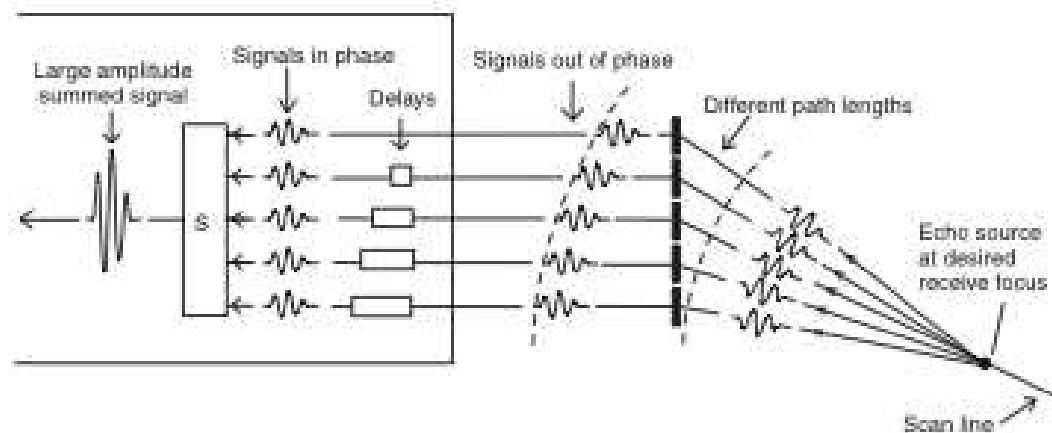 Large amplitude
summed signal
Signals in phase
Delays
Signals out of phase
Different path lengths
S
Echo source
at desired
receive focus
Scan line